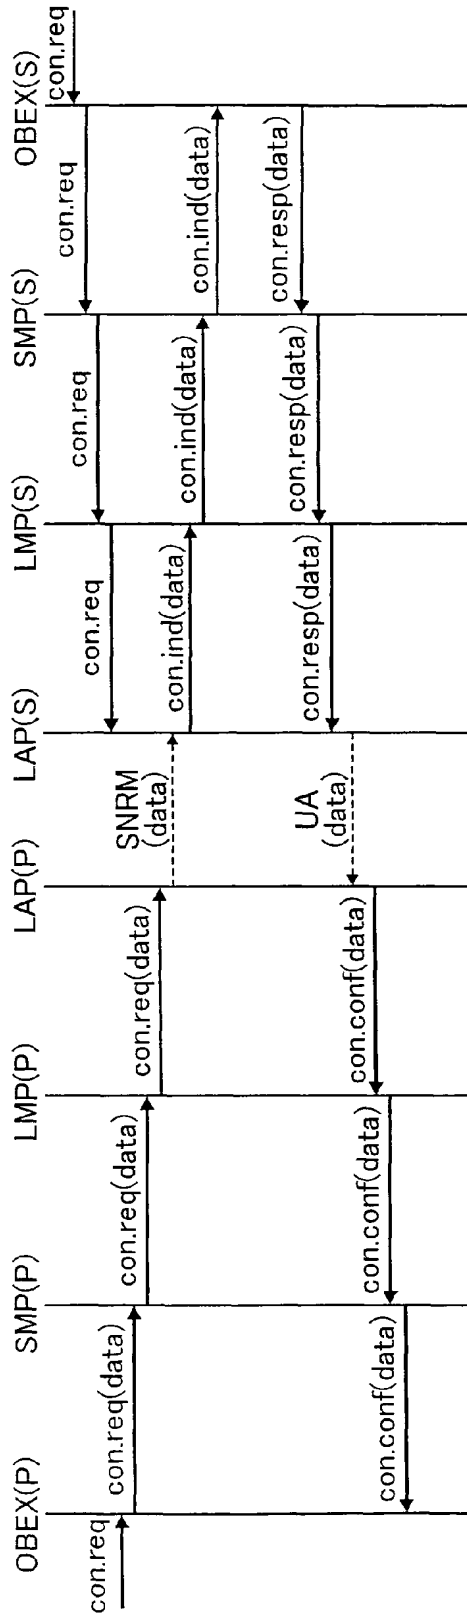 OBEX(P)
SMP(P)
LMP(P)
LAP(P)
LAP(S)
LMP(S)
SMP(S)
OBEX(S)
con.req
con.req
con.req
con.req
con.req
con.req(data)
con.req(data)
con.req(data)
SNRM
(data)
con.ind(data)
con.ind(data)
con.ind(data)
con.resp(data)
con.resp(data)
con.resp(data)
UA
(data)
con.conf(data)
con.conf(data)
con.conf(data)